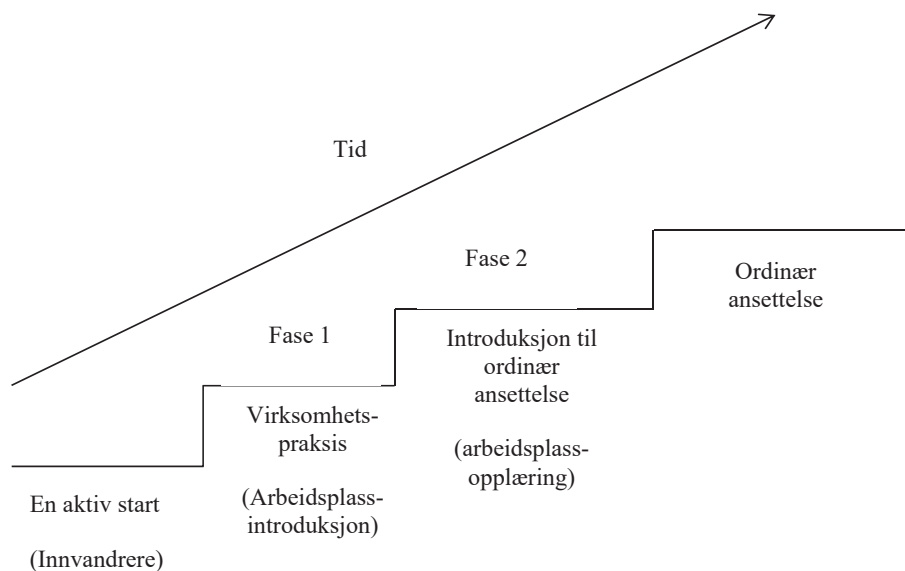 Tid
Fase 2
Ordinær
ansettelse
Fase 1
Introduksjon til
ordinær
ansettelse
(arbeidsplass-
opplæring)
Virksomhets-
praksis
(Arbeidsplass-
introduksjon)
En aktiv start
(Innvandrere)